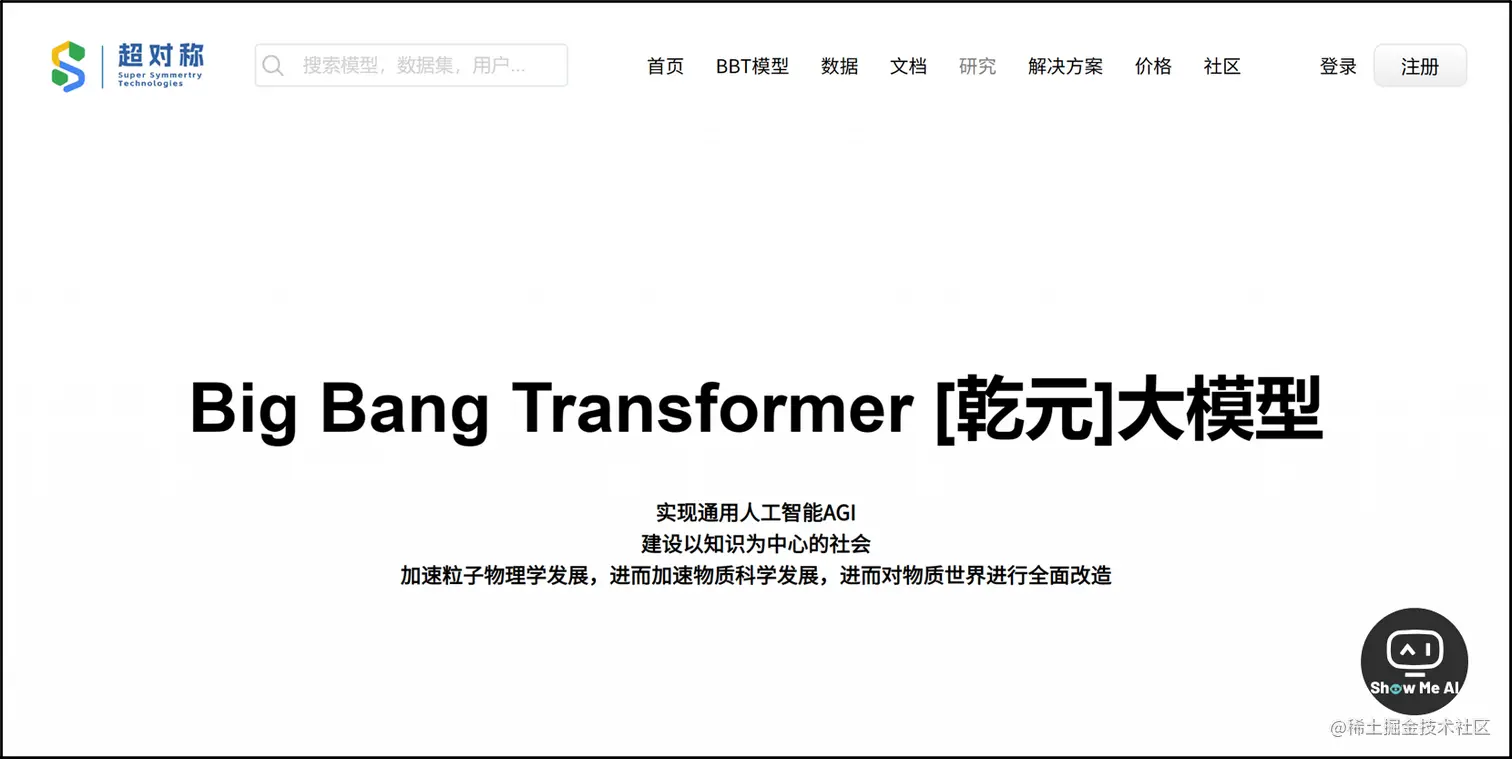 超对称
Super Symmertry
Technologies
搜索模型，数据集，用户...
首页 BBT模型 数据 文档 研究 解决方案 价格 社区 登录 注册
Big Bang Transformer [乾元]大模型
实现通用人工智能AGI
建设以知识为中心的社会
加速粒子物理学发展，进而加速物质科学发展，进而对物质世界进行全面改造
Show Me AI
@稀土掘金技术社区